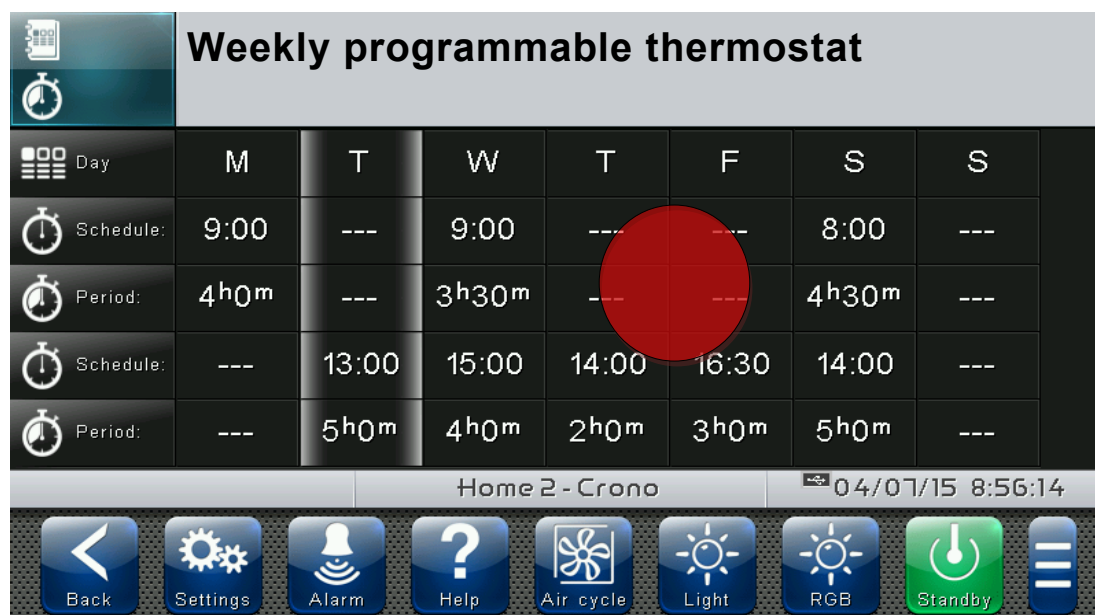 Weekly programmable thermostat
Day M T W T F S S
Schedule: 9:00 --- 9:00 --- --- 8:00 ---
Period: 4h0m --- 3h30m --- --- 4h30m ---
Schedule: --- 13:00 15:00 14:00 16:30 14:00 ---
Period: --- 5h0m 4h0m 2h0m 3h0m 5h0m ---
Home 2 - Crono 04/07/15 8:56:14
Back Settings Alarm Help Air cycle Light RGB Standby